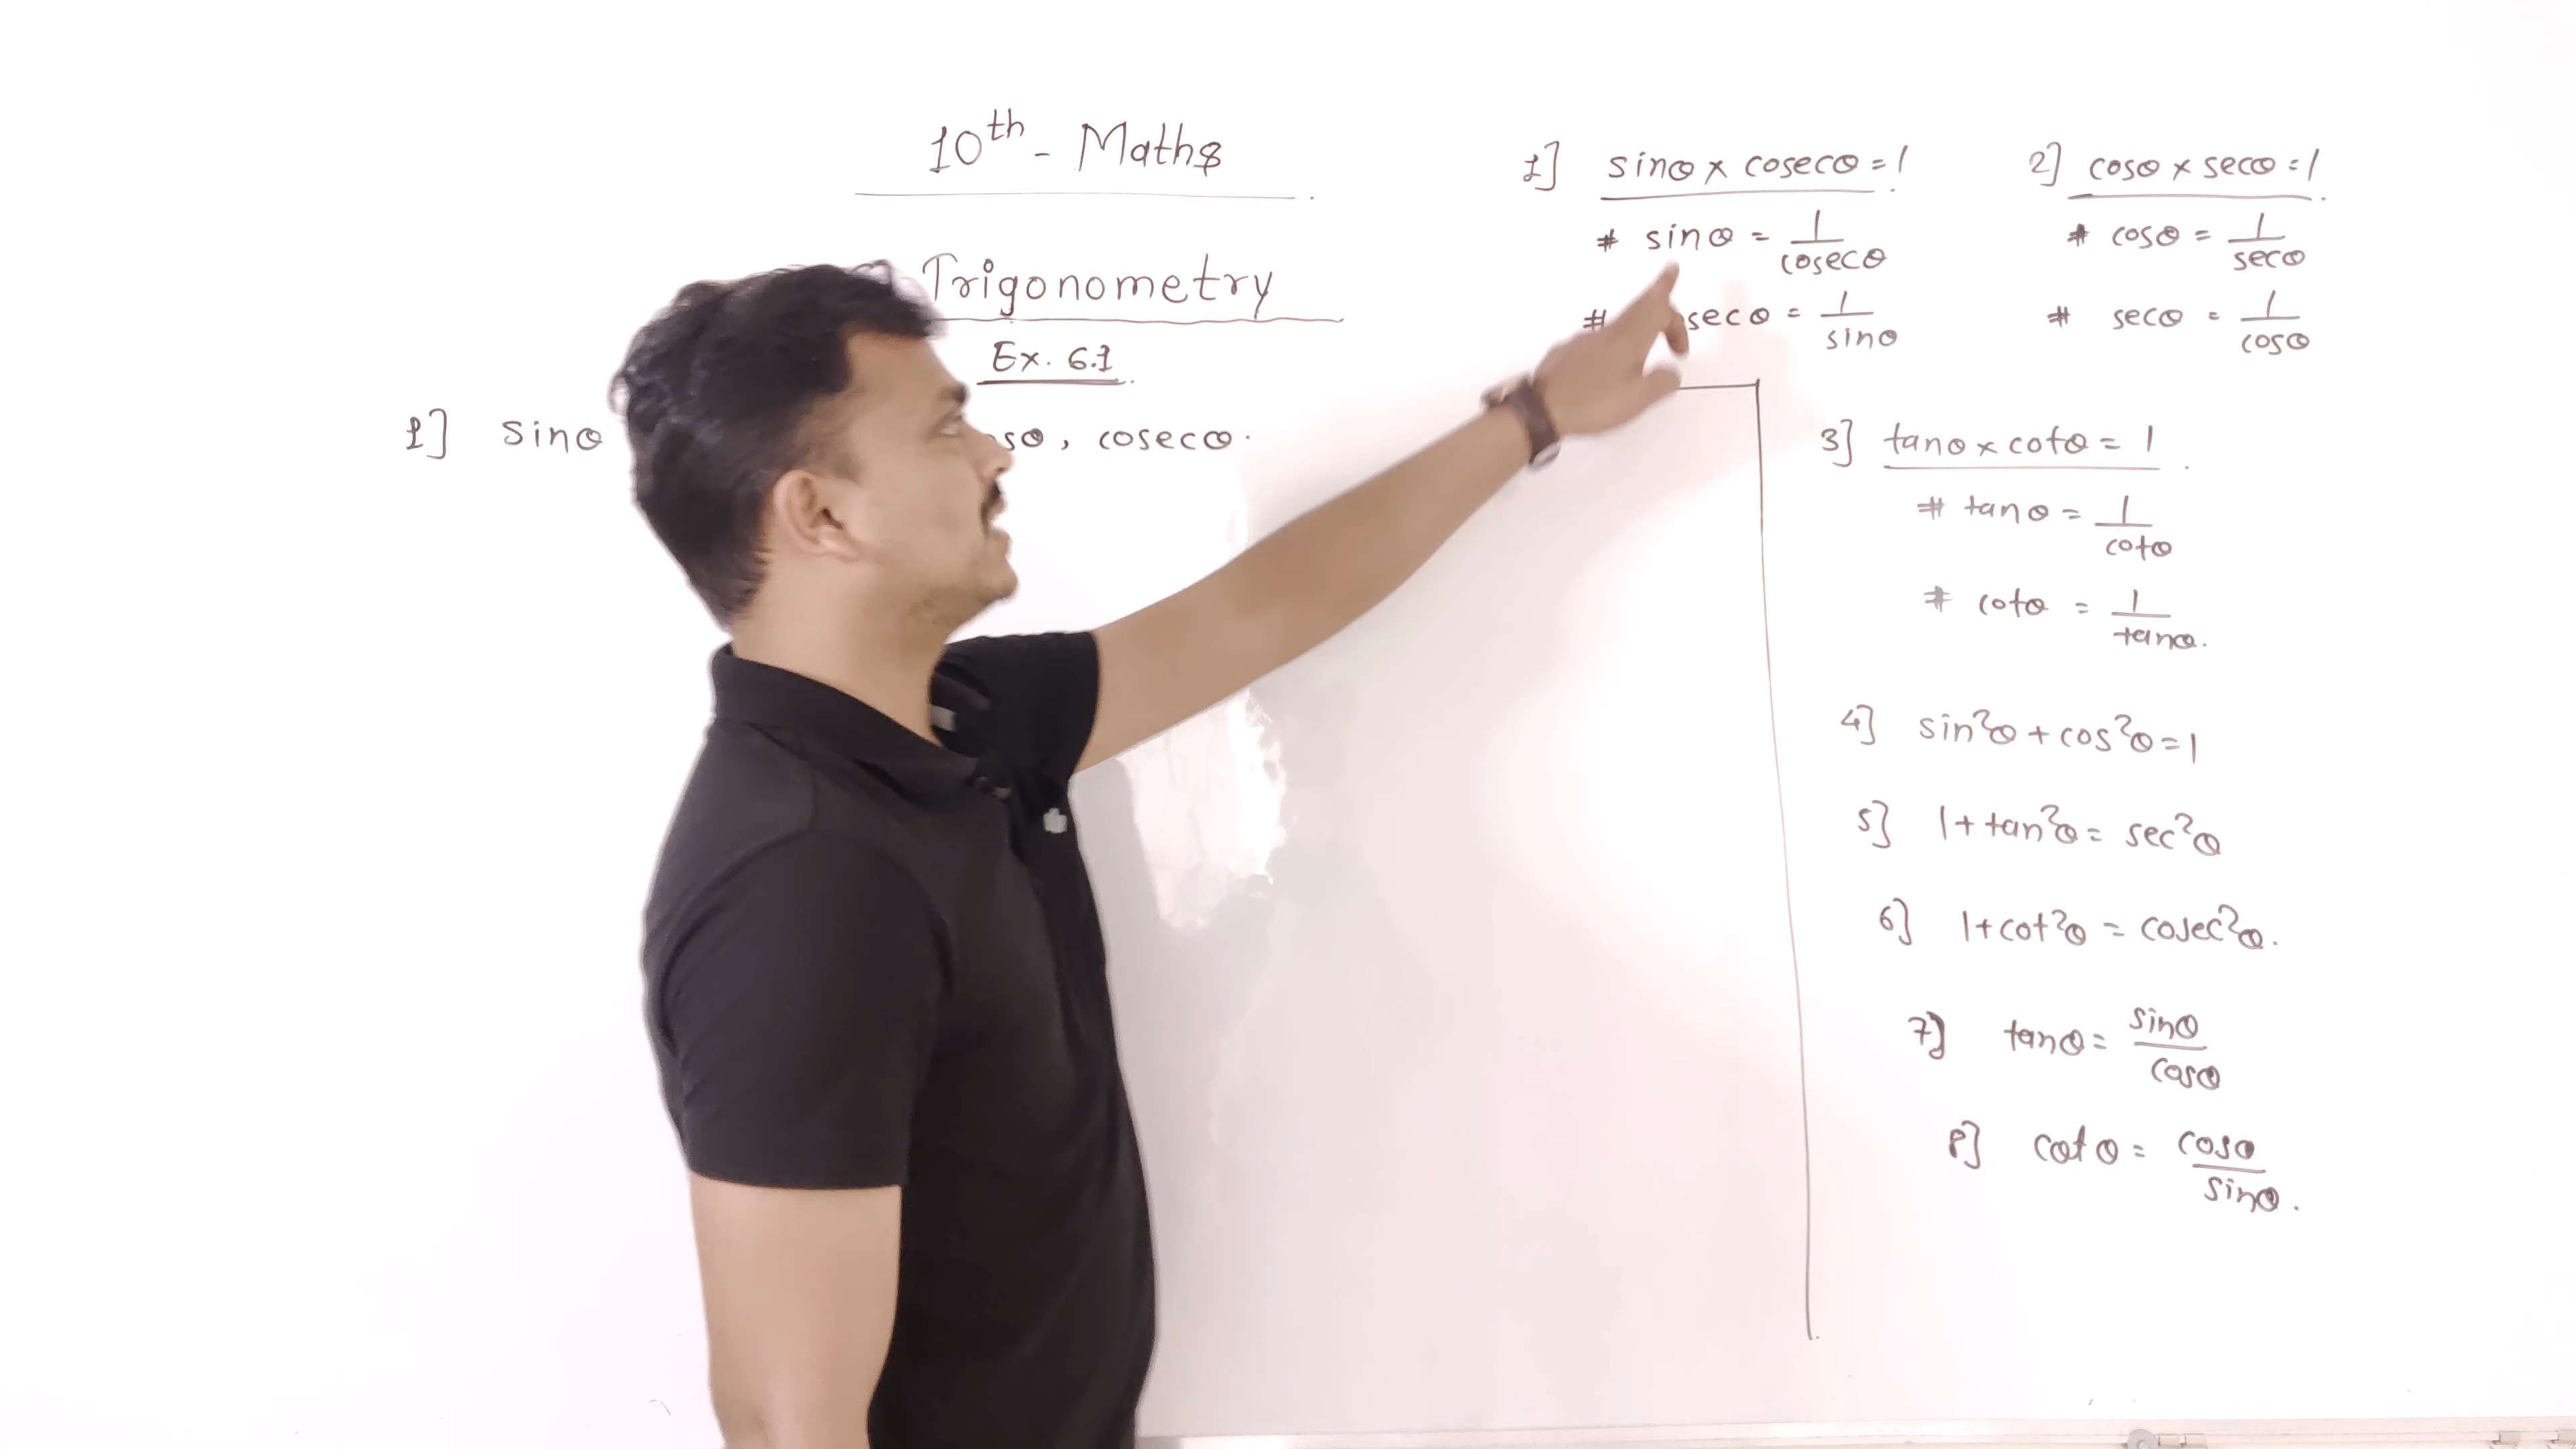 10th - Maths
Trigonometry
Ex. 6.1
1] sinθ , cosecθ.
1] sinθ × cosecθ = 1
# sinθ = 1/cosecθ
# secθ = 1/sinθ
2] cosθ × secθ = 1
# cosθ = 1/secθ
# secθ = 1/cosθ
3] tanθ × cotθ = 1
# tanθ = 1/cotθ
# cotθ = 1/tanθ.
4] sin²θ + cos²θ = 1
5] 1 + tan²θ = sec²θ
6] 1 + cot²θ = cosec²θ.
7] tanθ = sinθ/cosθ
8] cotθ = cosθ/sinθ.